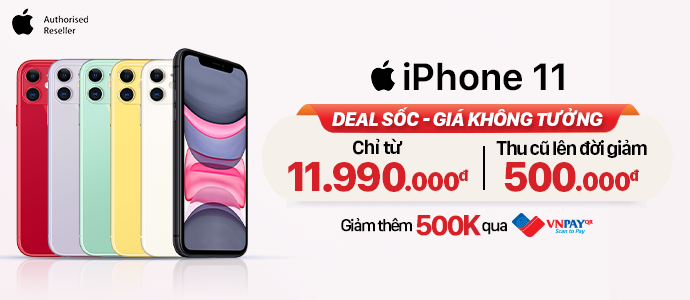 Authorised
Reseller
iPhone 11
DEAL SỐC - GIÁ KHÔNG TƯỞNG
Chỉ từ
11.990.000đ
Thu cũ lên đời giảm
500.000đ
Giảm thêm 500K qua VNPAYQR
Scan to Pay